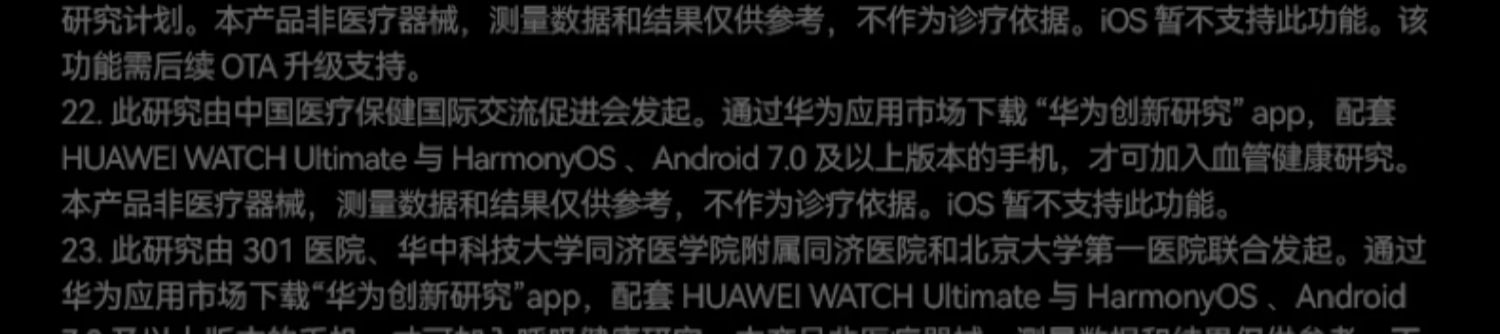 研究计划。本产品非医疗器械，测量数据和结果仅供参考，不作为诊疗依据。iOS 暂不支持此功能。该
功能需后续 OTA 升级支持。
22. 此研究由中国医疗保健国际交流促进会发起。通过华为应用市场下载 “华为创新研究” app，配套
HUAWEI WATCH Ultimate 与 HarmonyOS 、Android 7.0 及以上版本的手机，才可加入血管健康研究。
本产品非医疗器械，测量数据和结果仅供参考，不作为诊疗依据。iOS 暂不支持此功能。
23. 此研究由 301 医院、华中科技大学同济医学院附属同济医院和北京大学第一医院联合发起。通过
华为应用市场下载“华为创新研究”app，配套 HUAWEI WATCH Ultimate 与 HarmonyOS 、Android